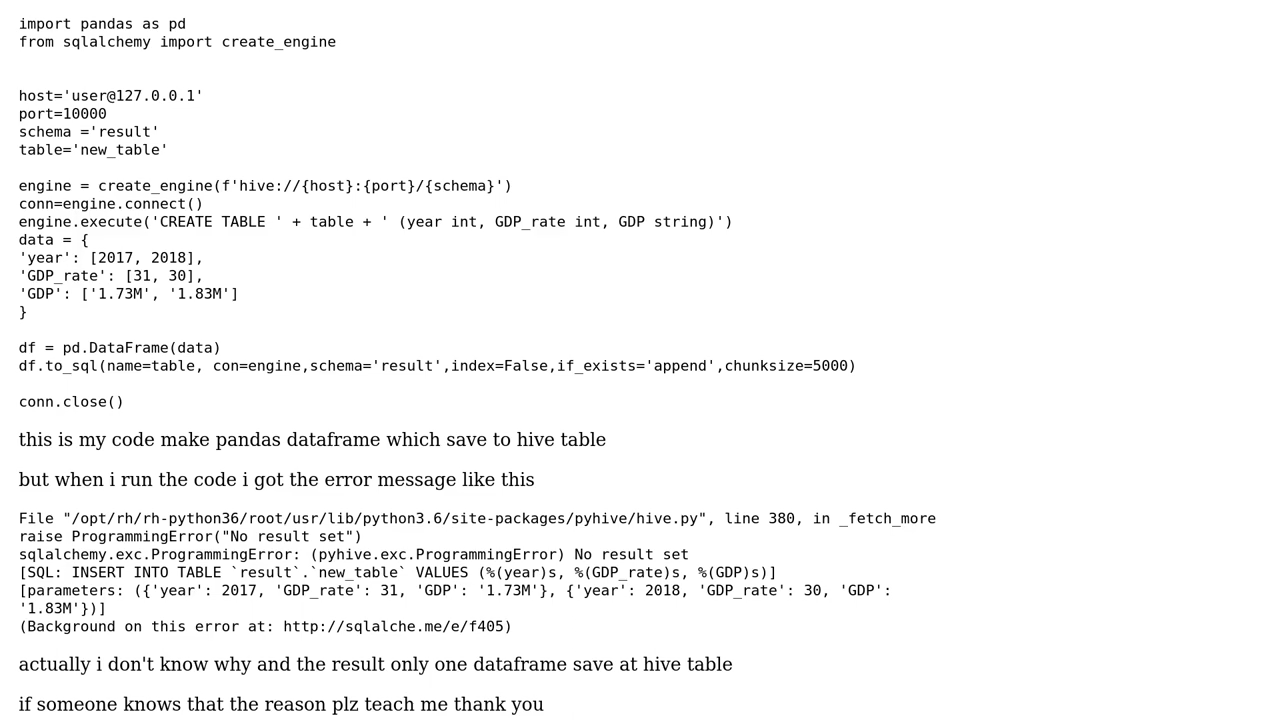 import pandas as pd
from sqlalchemy import create_engine
host='user@127.0.0.1'
port=10000
schema ='result'
table='new_table'
engine = create_engine(f'hive://{host}:{port}/{schema}')
conn=engine.connect()
engine.execute('CREATE TABLE ' + table + ' (year int, GDP_rate int, GDP string)')
data = {
'year': [2017, 2018],
'GDP_rate': [31, 30],
'GDP': ['1.73M', '1.83M']
}
df = pd.DataFrame(data)
df.to_sql(name=table, con=engine,schema='result',index=False,if_exists='append',chunksize=5000)
conn.close()
this is my code make pandas dataframe which save to hive table
but when i run the code i got the error message like this
File "/opt/rh/rh-python36/root/usr/lib/python3.6/site-packages/pyhive/hive.py", line 380, in _fetch_more
raise ProgrammingError("No result set")
sqlalchemy.exc.ProgrammingError: (pyhive.exc.ProgrammingError) No result set
[SQL: INSERT INTO TABLE `result`.`new_table` VALUES (%(year)s, %(GDP_rate)s, %(GDP)s)]
[parameters: ({'year': 2017, 'GDP_rate': 31, 'GDP': '1.73M'}, {'year': 2018, 'GDP_rate': 30, 'GDP':
'1.83M'})]
(Background on this error at: http://sqlalche.me/e/f405)
actually i don't know why and the result only one dataframe save at hive table
if someone knows that the reason plz teach me thank you